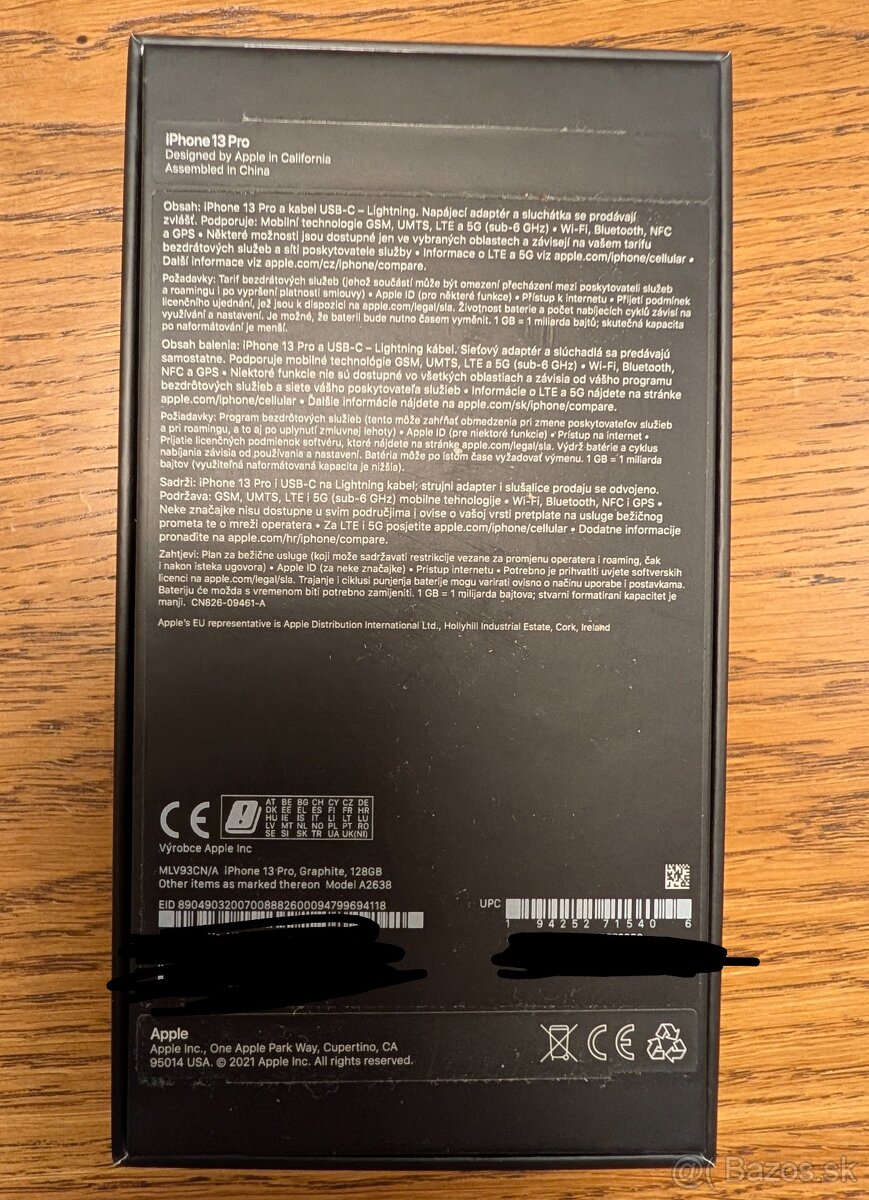 iPhone 13 Pro
Designed by Apple in California
Assembled in China
Obsah: iPhone 13 Pro a kabel USB-C – Lightning. Napájecí adaptér a sluchátka se prodávají
zvlášť. Podporuje: Mobilní technologie GSM, UMTS, LTE a 5G (sub-6 GHz) • Wi-Fi, Bluetooth, NFC
a GPS • Některé možnosti jsou dostupné jen ve vybraných oblastech a závisejí na vašem tarifu
bezdrátových služeb a síti poskytovatele služby • Informace o LTE a 5G viz apple.com/iphone/cellular •
Další informace viz apple.com/cz/iphone/compare.
Požadavky: Tarif bezdrátových služeb (jehož součástí může být omezení přecházení mezi poskytovateli služeb
a roamingu i po vypršení platnosti smlouvy) • Apple ID (pro některé funkce) • Přístup k internetu • Přijetí podmínek
licenčního ujednání, jež jsou k dispozici na apple.com/legal/sla. Životnost baterie a počet nabíjecích cyklů závisí na
využívání a nastavení. Je možné, že baterii bude nutno časem vyměnit. 1 GB = 1 miliarda bajtů; skutečná kapacita
po naformátování je menší.
Obsah balenia: iPhone 13 Pro a USB-C – Lightning kábel. Sieťový adaptér a slúchadlá sa predávajú
samostatne. Podporuje mobilné technológie GSM, UMTS, LTE a 5G (sub-6 GHz) • Wi-Fi, Bluetooth,
NFC a GPS • Niektoré funkcie nie sú dostupné vo všetkých oblastiach a závisia od vášho programu
bezdrôtových služieb a siete vášho poskytovateľa služieb • Informácie o LTE a 5G nájdete na stránke
apple.com/iphone/cellular • Ďalšie informácie nájdete na apple.com/sk/iphone/compare.
Požiadavky: Program bezdrôtových služieb (tento môže zahŕňať obmedzenia pri zmene poskytovateľov služieb
a pri roamingu, a to aj po uplynutí zmluvnej lehoty) • Apple ID (pre niektoré funkcie) • Prístup na internet •
Prijatie licenčných podmienok softvéru, ktoré nájdete na stránke apple.com/legal/sla. Výdrž batérie a cyklus
nabíjania závisia od používania a nastavení. Batéria môže po istom čase vyžadovať výmenu. 1 GB = 1 miliarda
bajtov (využiteľná naformátovaná kapacita je nižšia).
Sadrži: iPhone 13 Pro i USB-C na Lightning kabel; strujni adapter i slušalice prodaju se odvojeno.
Podržava: GSM, UMTS, LTE i 5G (sub-6 GHz) mobilne tehnologije • Wi-Fi, Bluetooth, NFC i GPS •
Neke značajke nisu dostupne u svim područjima i ovise o vašoj vrsti pretplate na usluge bežičnog
prometa te o mreži operatera • Za LTE i 5G posjetite apple.com/iphone/cellular • Dodatne informacije
pronađite na apple.com/hr/iphone/compare.
Zahtjevi: Plan za bežične usluge (koji može sadržavati restrikcije vezane za promjenu operatera i roaming, čak
i nakon isteka ugovora) • Apple ID (za neke značajke) • Pristup internetu • Potrebno je prihvatiti uvjete softverskih
licenci na apple.com/legal/sla. Trajanje i ciklusi punjenja baterije mogu varirati ovisno o načinu uporabe i postavkama.
Bateriju će možda s vremenom biti potrebno zamijeniti. 1 GB = 1 milijarda bajtova; stvarni formatirani kapacitet je
manji. CN826-09461-A
Apple's EU representative is Apple Distribution International Ltd., Hollyhill Industrial Estate, Cork, Ireland
CE
AT BE BG CH CY CZ DE
DK EE EL ES FI FR HR
HU IE IS IT LI LT LU
LV MT NL NO PL PT RO
SE SI SK TR UA UK(NI)
Výrobce Apple Inc
MLV93CN/A iPhone 13 Pro, Graphite, 128GB
Other items as marked thereon Model A2638
EID 89049032007008882600094799694118
UPC
1 94252 71540 6
Apple
Apple Inc., One Apple Park Way, Cupertino, CA
95014 USA. © 2021 Apple Inc. All rights reserved.
CE
Bazos.sk